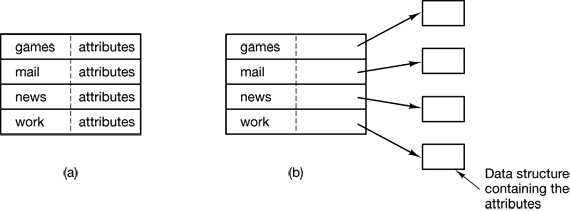 games attributes
mail attributes
news attributes
work attributes
(a)
games
mail
news
work
(b)
Data structure
containing the
attributes